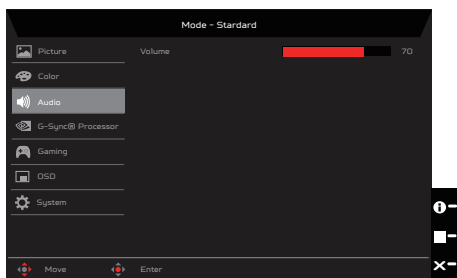 Mode - Stardard
Picture
Volume
70
Color
Audio
G-Sync® Processor
Gaming
OSD
System
Move
Enter